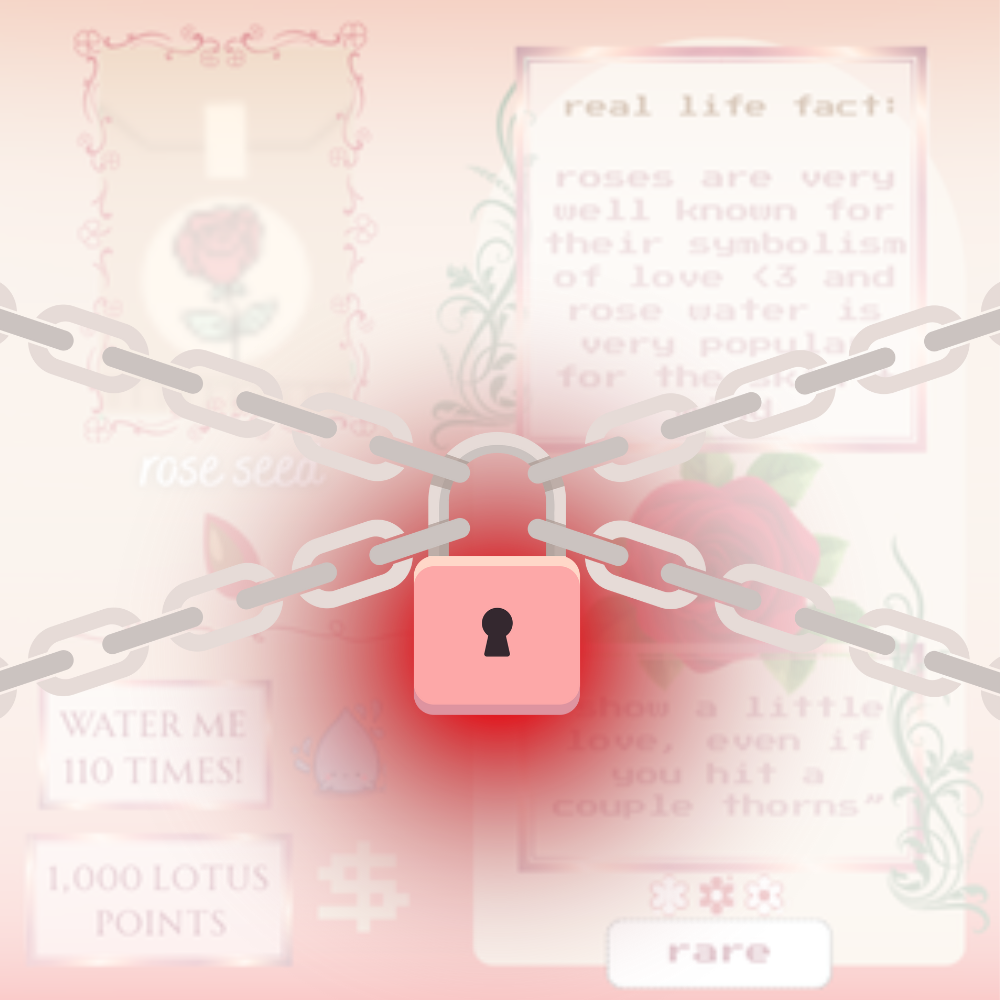 real life fact:
roses are very
well known for
their symbolism
of love <3 and
rose water is
very popular
for the
rose seed
WATER ME
110 TIMES!
1,000 LOTUS
POINTS
show a little
love, even if
you hit a
couple thorns”
rare